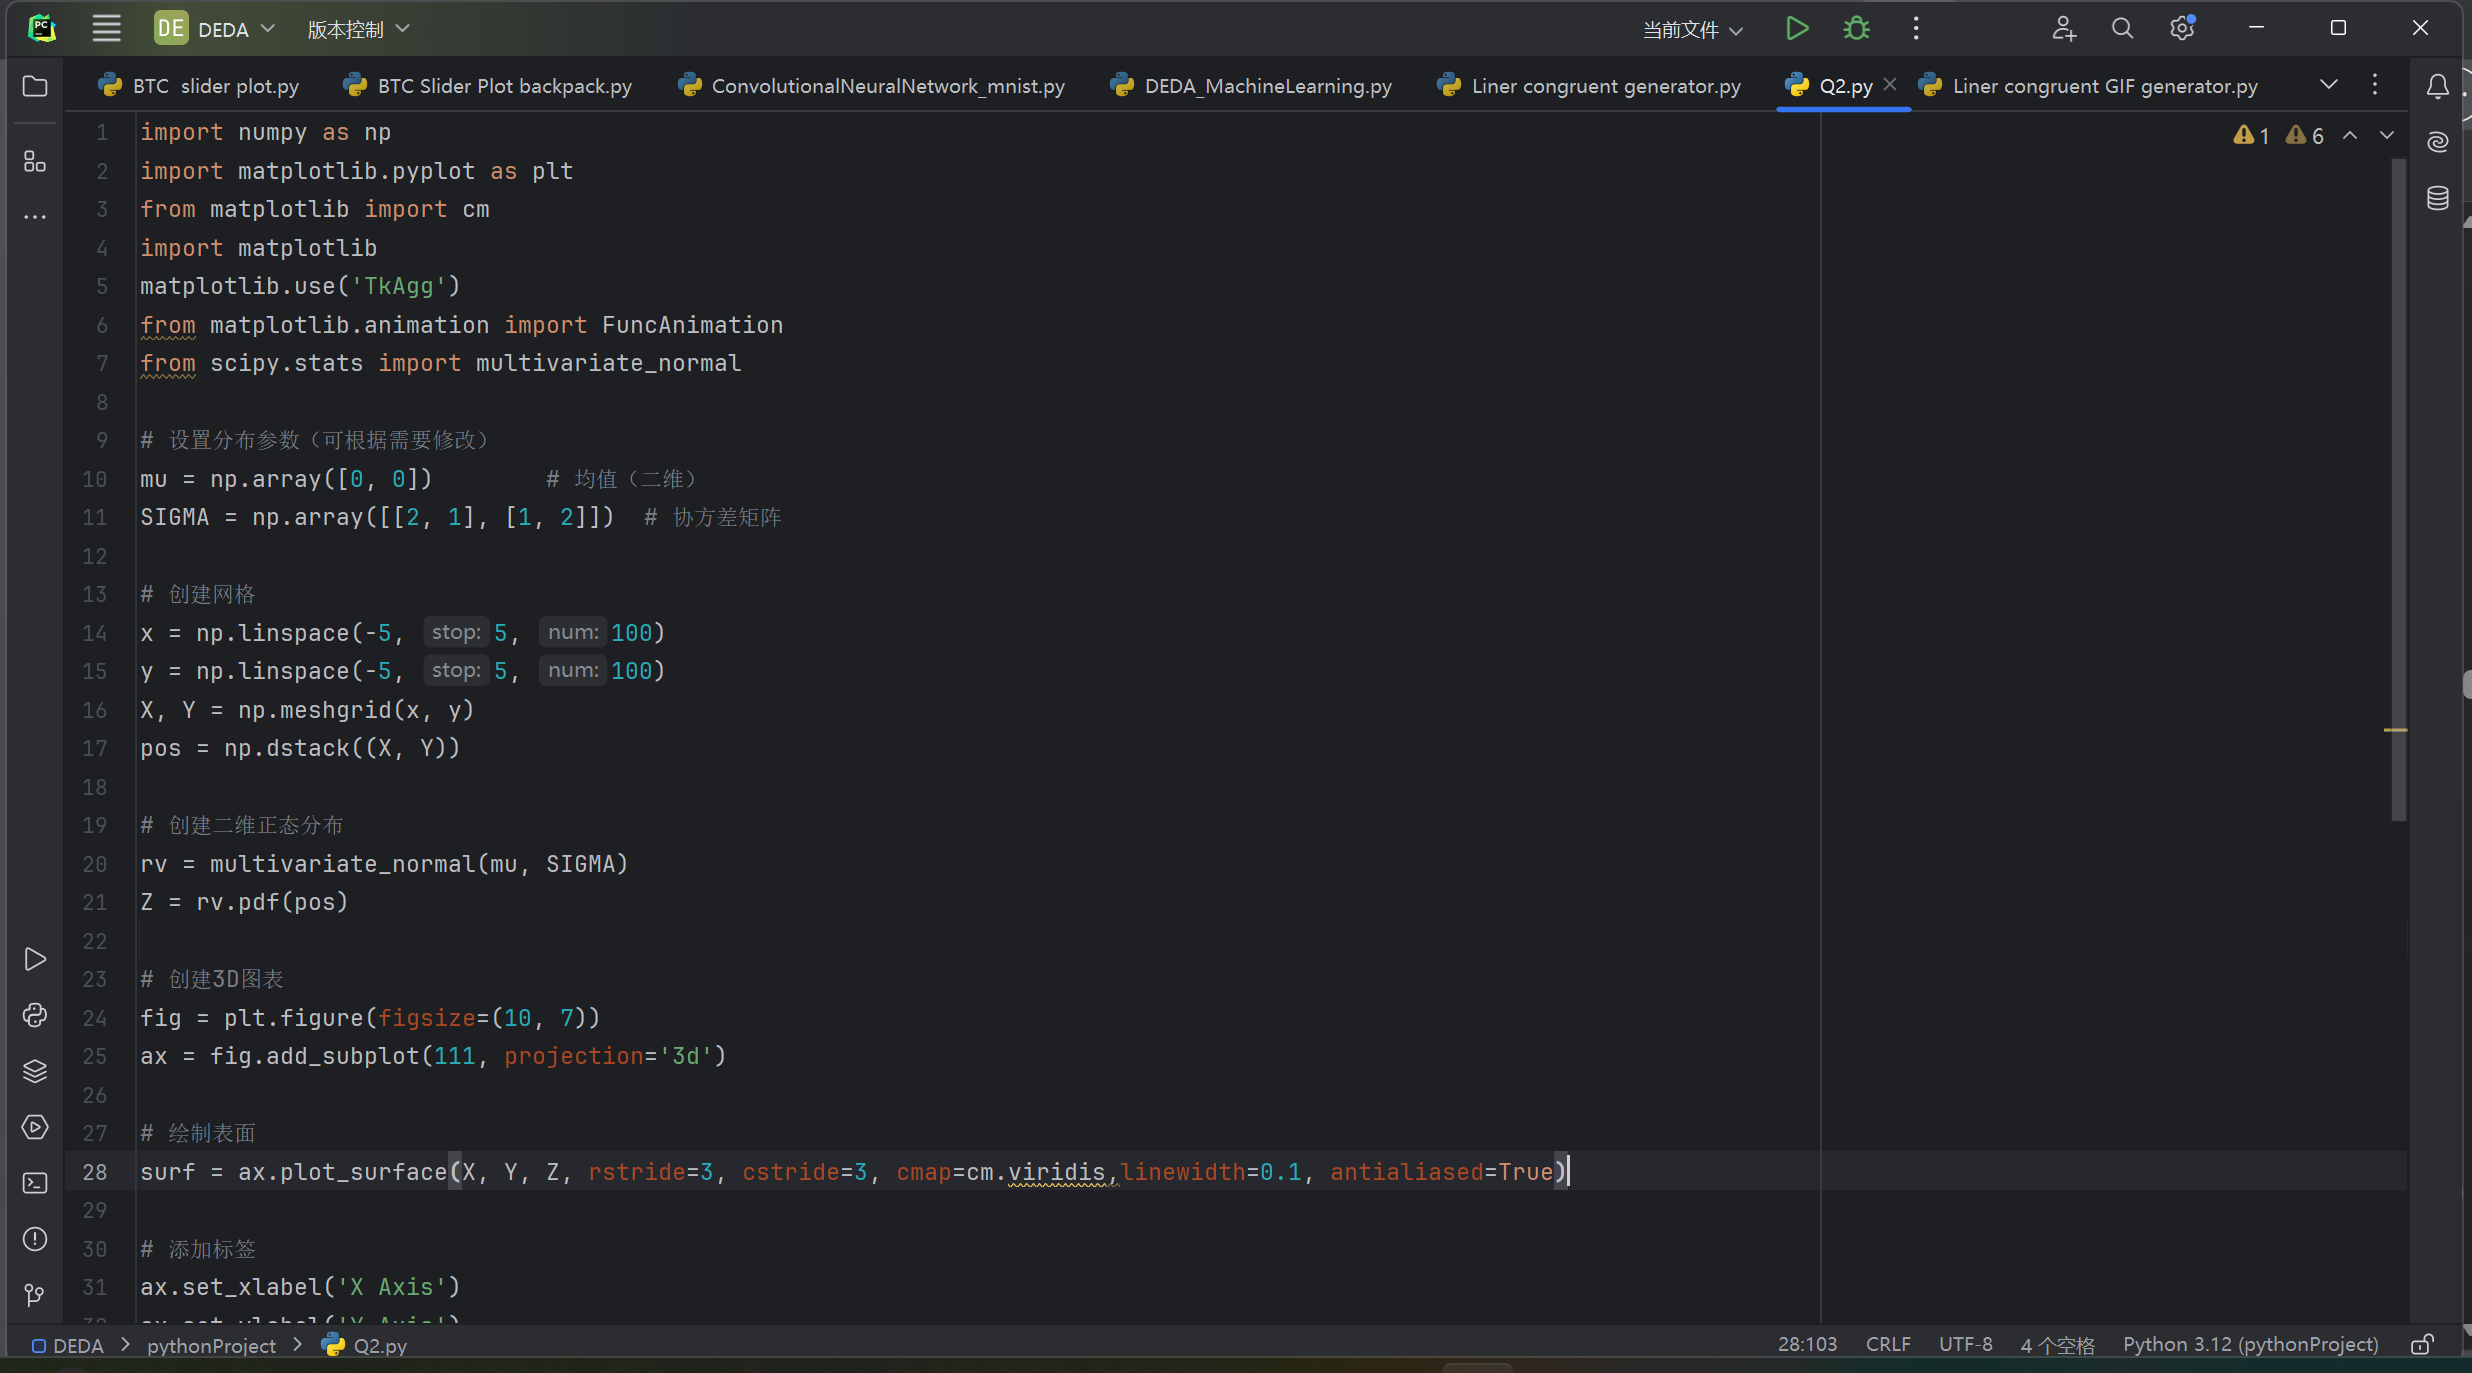 PC DE DEDA 版本控制 当前文件
BTC slider plot.py BTC Slider Plot backpack.py ConvolutionalNeuralNetwork_mnist.py DEDA_MachineLearning.py Liner congruent generator.py Q2.py Liner congruent GIF generator.py
1 6
1 import numpy as np
2 import matplotlib.pyplot as plt
3 from matplotlib import cm
4 import matplotlib
5 matplotlib.use('TkAgg')
6 from matplotlib.animation import FuncAnimation
7 from scipy.stats import multivariate_normal
8
9 # 设置分布参数（可根据需要修改）
10 mu = np.array([0, 0])        # 均值（二维）
11 SIGMA = np.array([[2, 1], [1, 2]])  # 协方差矩阵
12
13 # 创建网格
14 x = np.linspace(-5, stop: 5, num: 100)
15 y = np.linspace(-5, stop: 5, num: 100)
16 X, Y = np.meshgrid(x, y)
17 pos = np.dstack((X, Y))
18
19 # 创建二维正态分布
20 rv = multivariate_normal(mu, SIGMA)
21 Z = rv.pdf(pos)
22
23 # 创建3D图表
24 fig = plt.figure(figsize=(10, 7))
25 ax = fig.add_subplot(111, projection='3d')
26
27 # 绘制表面
28 surf = ax.plot_surface(X, Y, Z, rstride=3, cstride=3, cmap=cm.viridis,linewidth=0.1, antialiased=True)
29
30 # 添加标签
31 ax.set_xlabel('X Axis')
32 ax.set_ylabel('Y Axis')
DEDA pythonProject Q2.py 28:103 CRLF UTF-8 4 个空格 Python 3.12 (pythonProject)